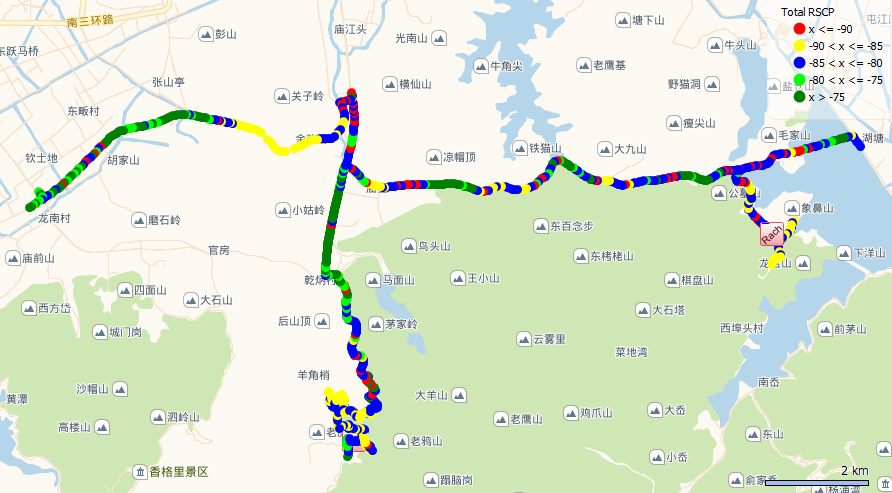 南三环路
彭山
庙江头
光南山
塘下山
屯江
Total RSCP
x <= -90
-90 < x <= -85
-85 < x <= -80
-80 < x <= -75
x > -75
东跃马桥
张山亭
牛角尖
老鹰基
牛头山
关子岭
横仙山
野猫洞
东畈村
瘦尖山
毛家山
湖塘
钦士地
胡家山
凉帽顶
铁猫山
大九山
龙南村
磨石岭
小姑岭
公墓山
象鼻山
东百念步
Rach
庙前山
官房
鸟头山
东栲栳山
下洋山
四面山
乾炳村
马面山
王小山
棋盘山
西方岱
大石山
大石塔
城门岗
后山顶
茅家岭
云雾里
西埠头村
前茅山
菜地湾
羊角梢
南岙
黄潭
沙帽山
大羊山
泗岭山
老鹰山
鸡爪山
大岙
高楼山
老鸦山
东山
小岙
香格里景区
蹋脑岗
俞家岙
2 km